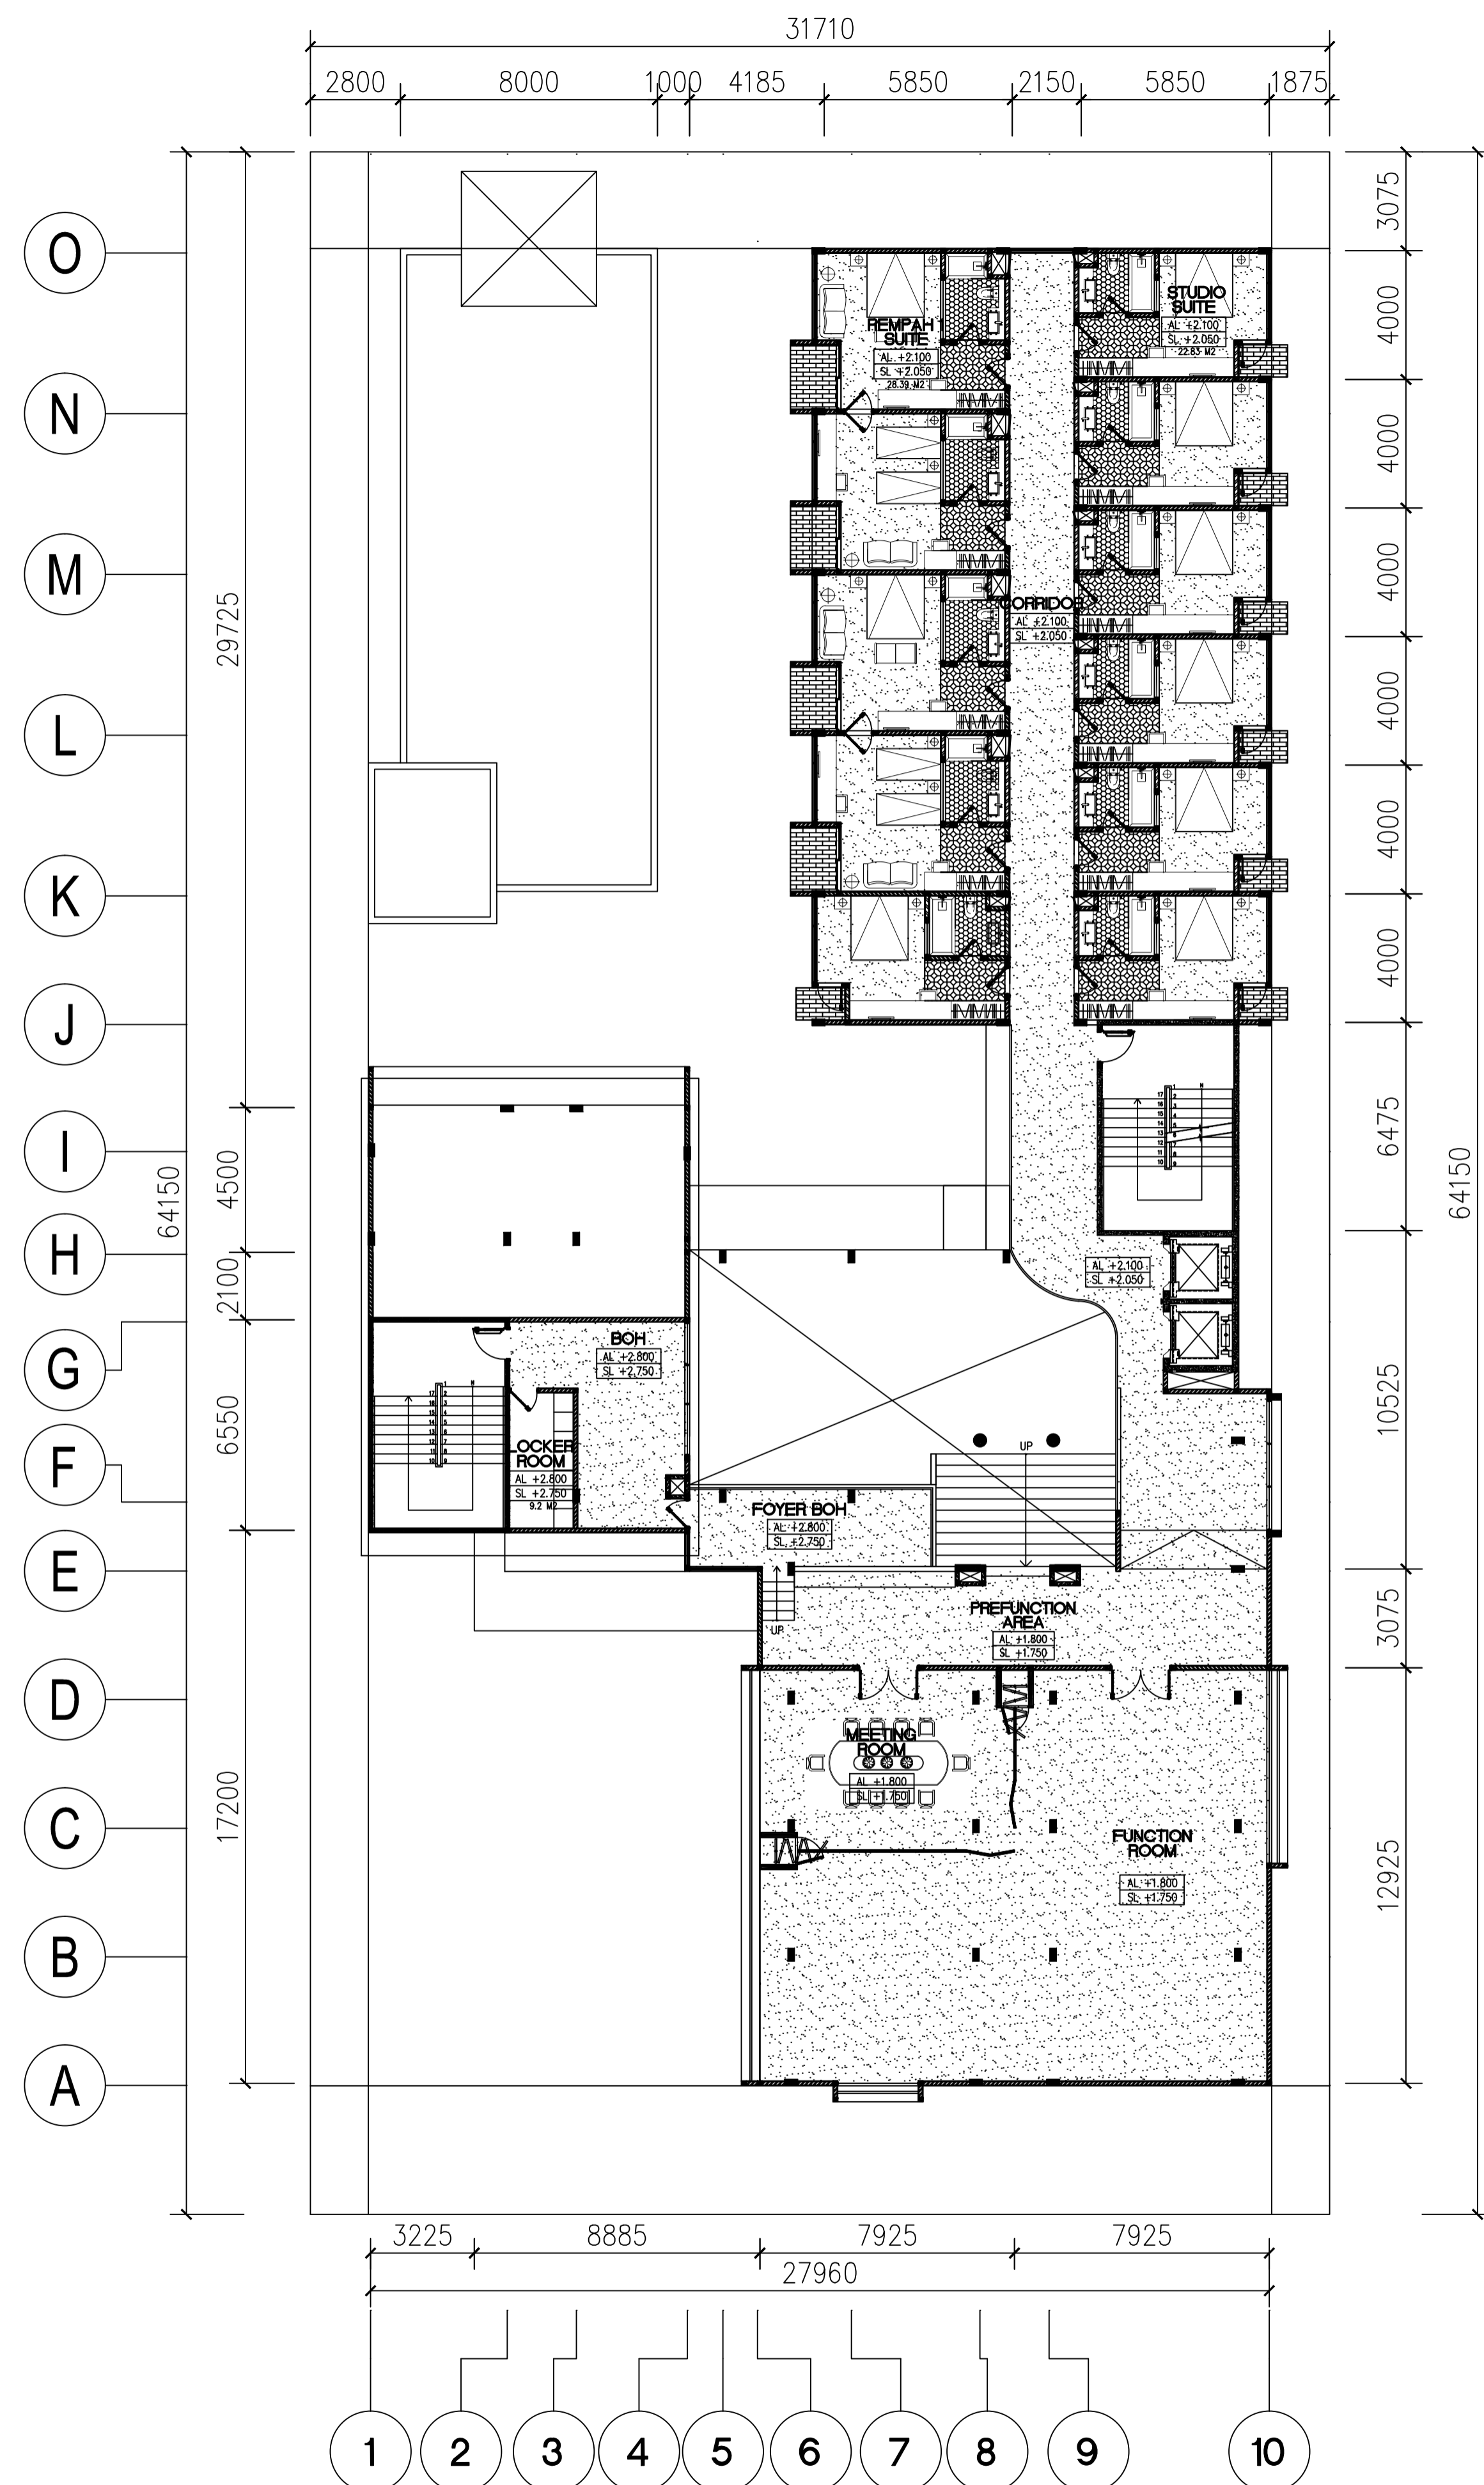 31710
2800 8000 1000 4185 5850 2150 5850 1875
3075
O
4000
STUDIO
SUITE
AL +2.100
SL +2.050
22.83 M2
REMPAH 1
SUITE
AL +2.100
SL +2.050
28.39 M2
N
4000
M
4000
29725
CORRIDOR
AL +2.100
SL +2.050
L
4000
4000
K
4000
J
I
6475
64150
4500
64150
H
2100
AL +2.100
SL +2.050
G
BOH
AL +2.800
SL +2.750
10525
6550
F
LOCKER
ROOM
AL +2.800
SL +2.750
9.2 M2
UP
FOYER BOH
AL +2.800
SL +2.750
E
PREFUNCTION
AREA
AL +1.800
SL +1.750
UP
3075
D
MEETING
ROOM
AL +1.800
SL +1.750
C
17200
FUNCTION
ROOM
AL +1.800
SL +1.750
12925
B
A
3225 8885 7925 7925
27960
1 2 3 4 5 6 7 8 9 10